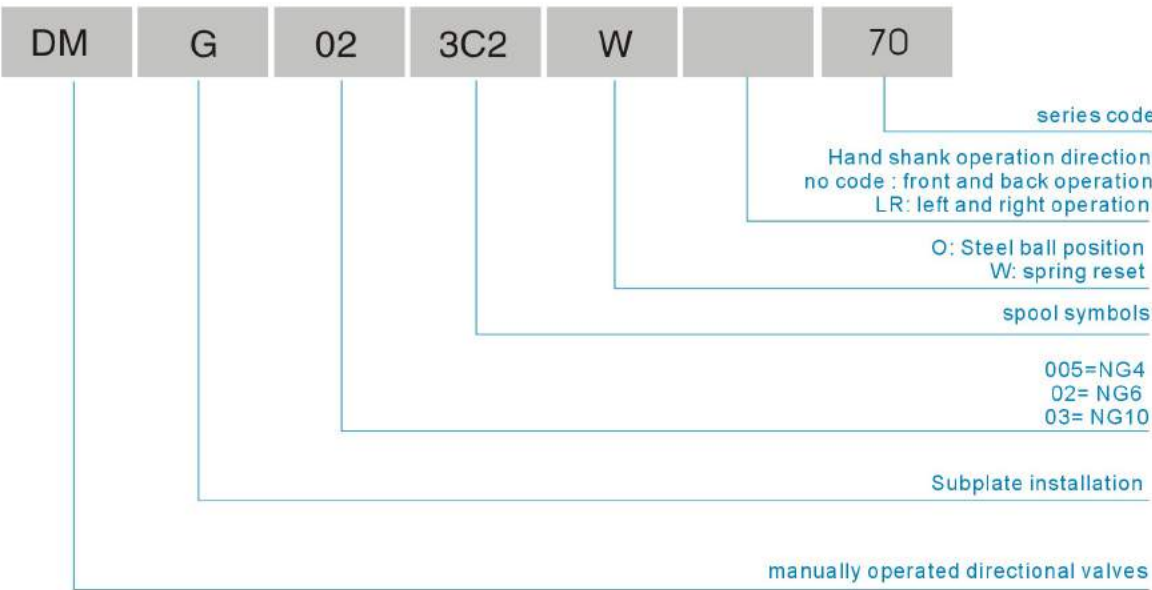 DM G 02 3C2 W 70
series code
Hand shank operation direction
no code : front and back operation
LR: left and right operation
O: Steel ball position
W: spring reset
spool symbols
005=NG4
02= NG6
03= NG10
Subplate installation
manually operated directional valves